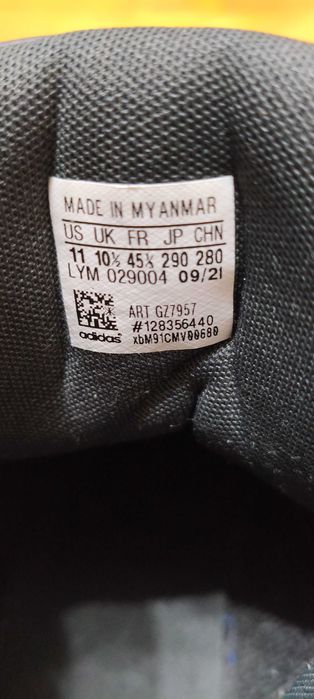 MADE IN MYANMAR
US UK FR JP CHN
11 10½ 45⅓ 290 280
LYM 029004 09/21
ART GZ7957
#128356440
adidas xbM91CMV00680